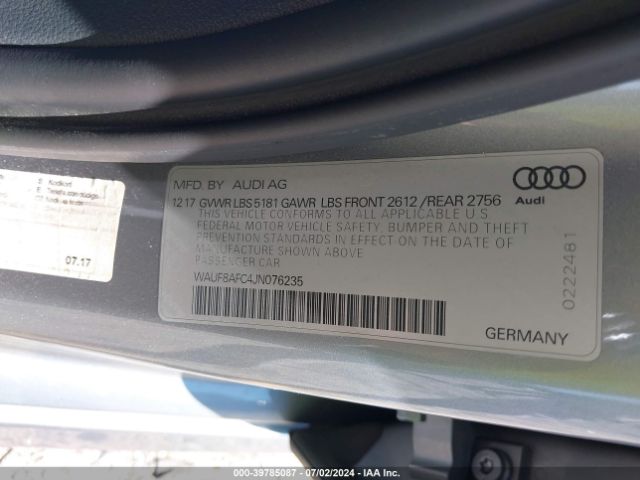 MFD. BY AUDI AG
Audi
12 17 GVWR LBS 5181 GAWR LBS FRONT 2612 / REAR 2756
THIS VEHICLE CONFORMS TO ALL APPLICABLE U S
FEDERAL MOTOR VEHICLE SAFETY, BUMPER AND THEFT
PREVENTION STANDARDS IN EFFECT ON THE DATE OF
MANUFACTURE SHOWN ABOVE
PASSENGER CAR
WAUF8AFC4JN076235
GERMANY
02222481
07.17
000-39785087 - 07/02/2024 - IAA Inc.